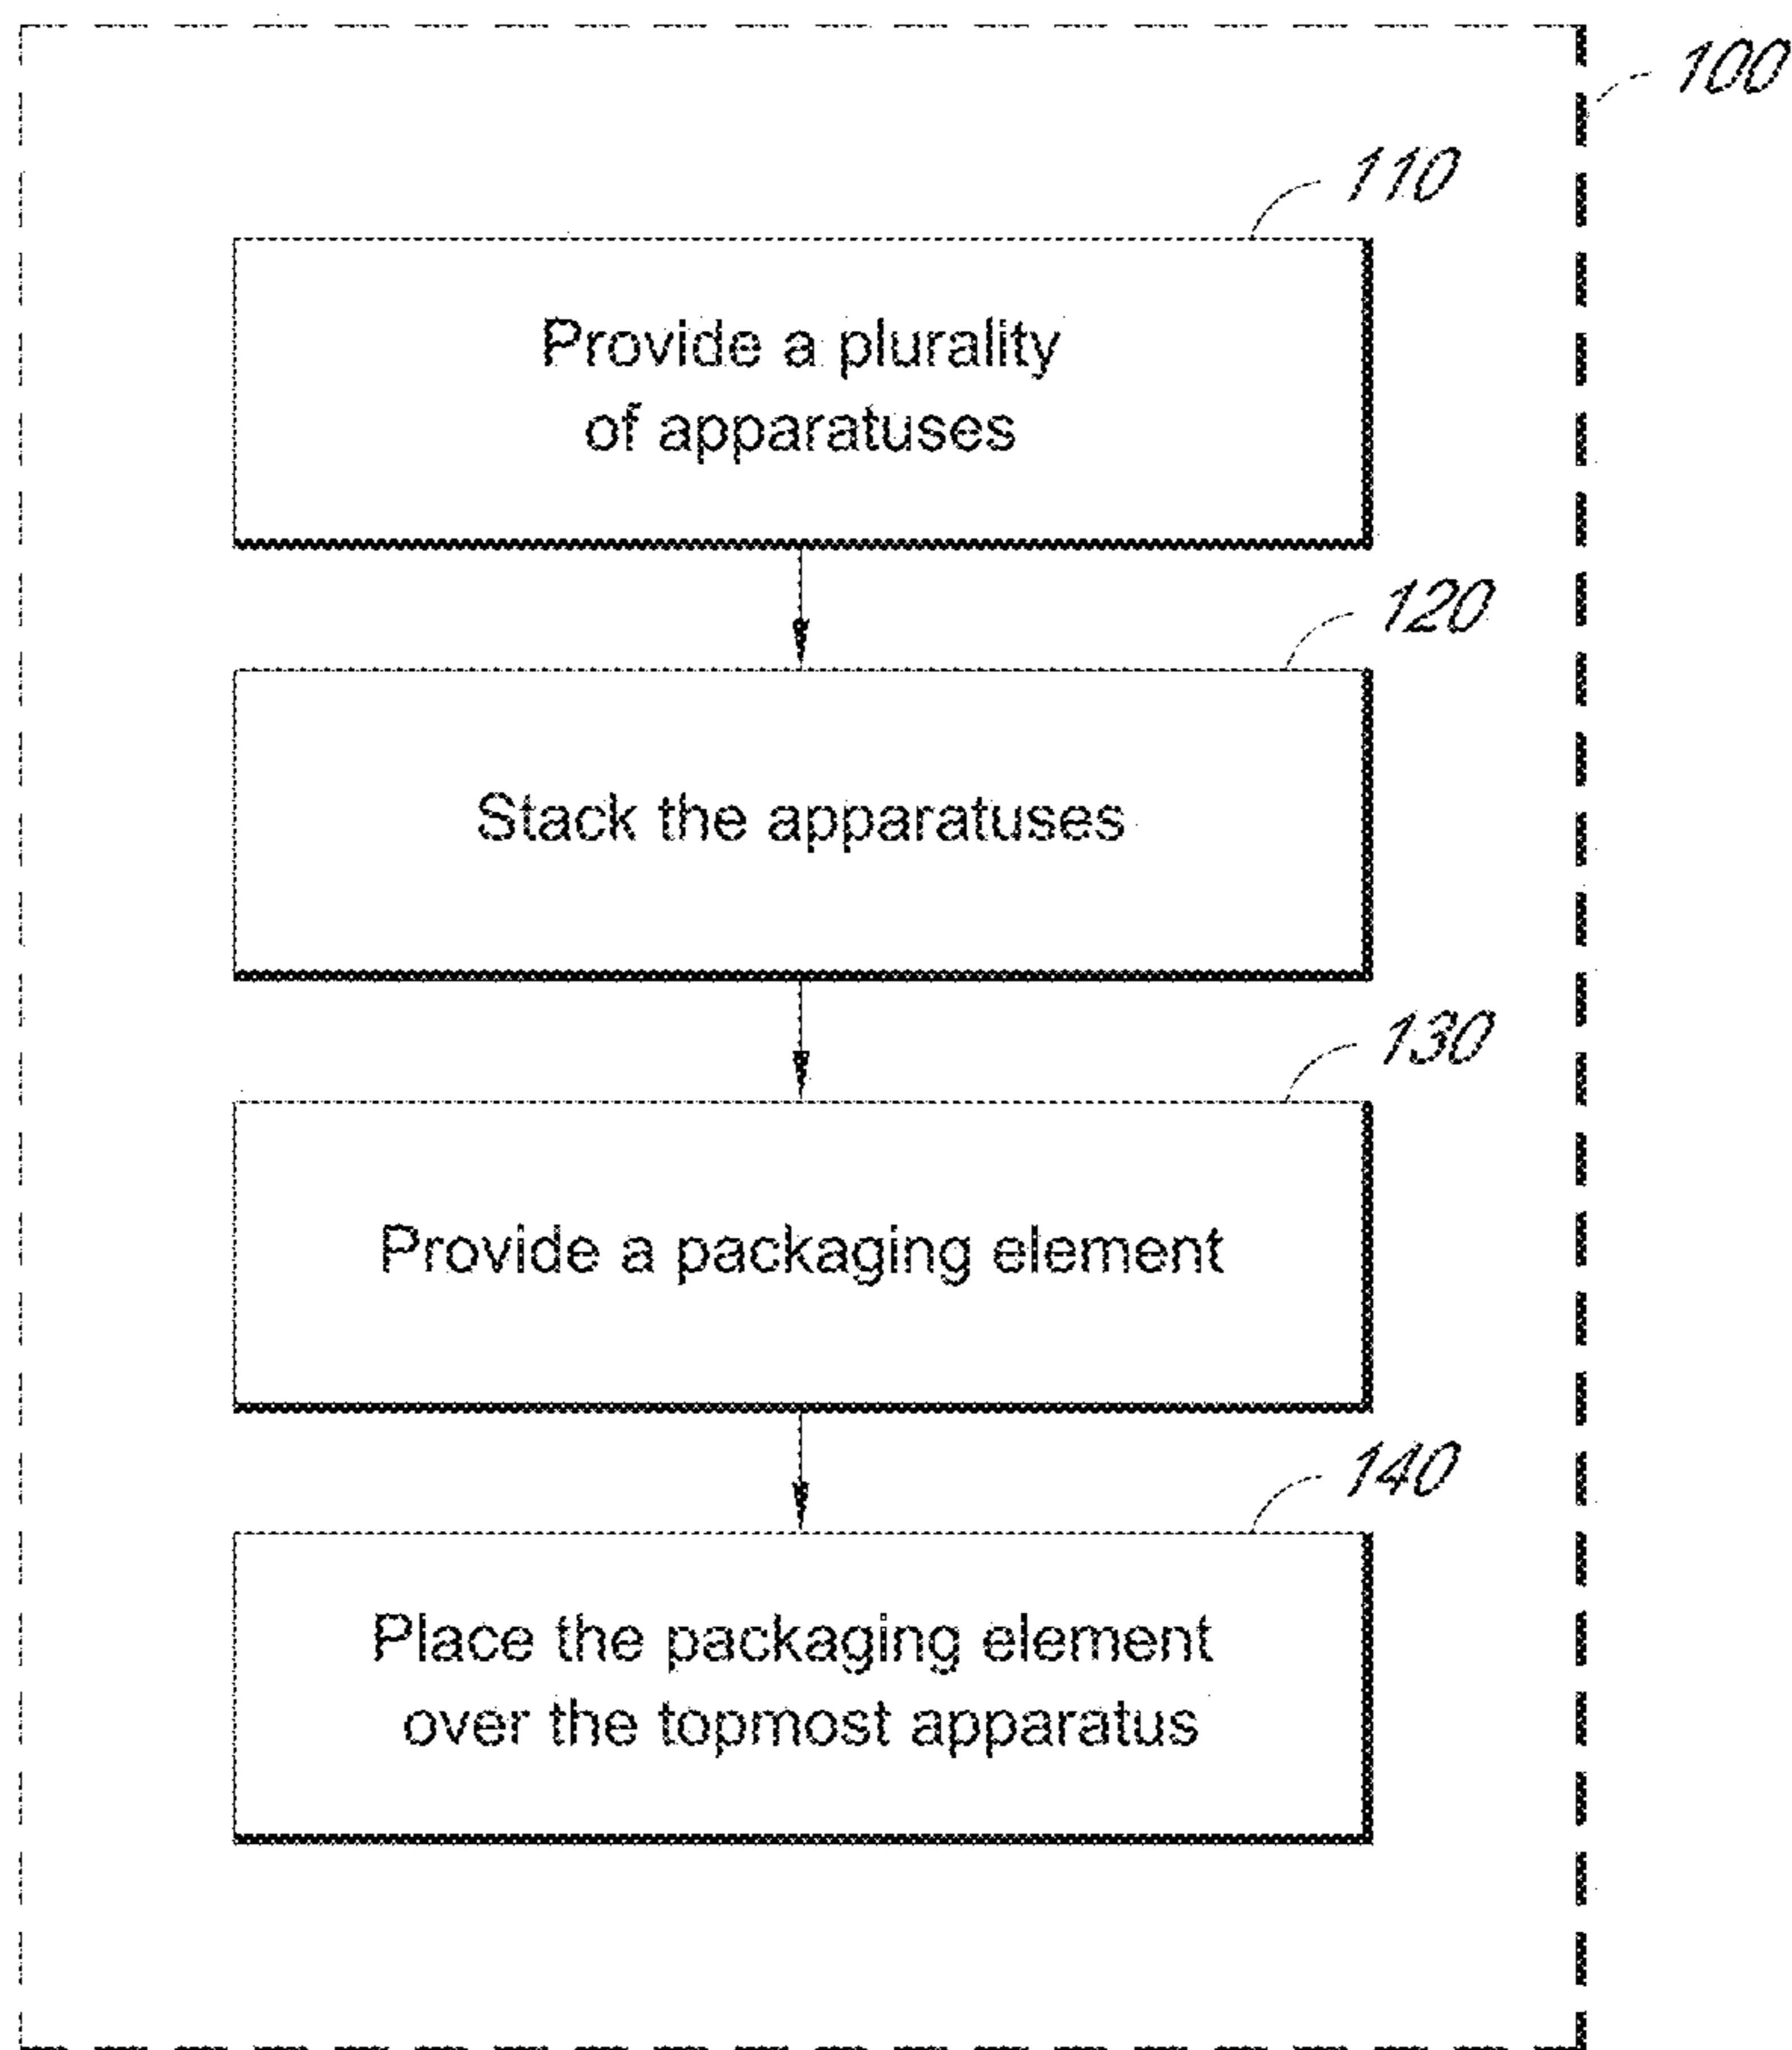 100
110
Provide a plurality
of apparatuses
120
Stack the apparatuses
130
Provide a packaging element
140
Place the packaging element
over the topmost apparatus